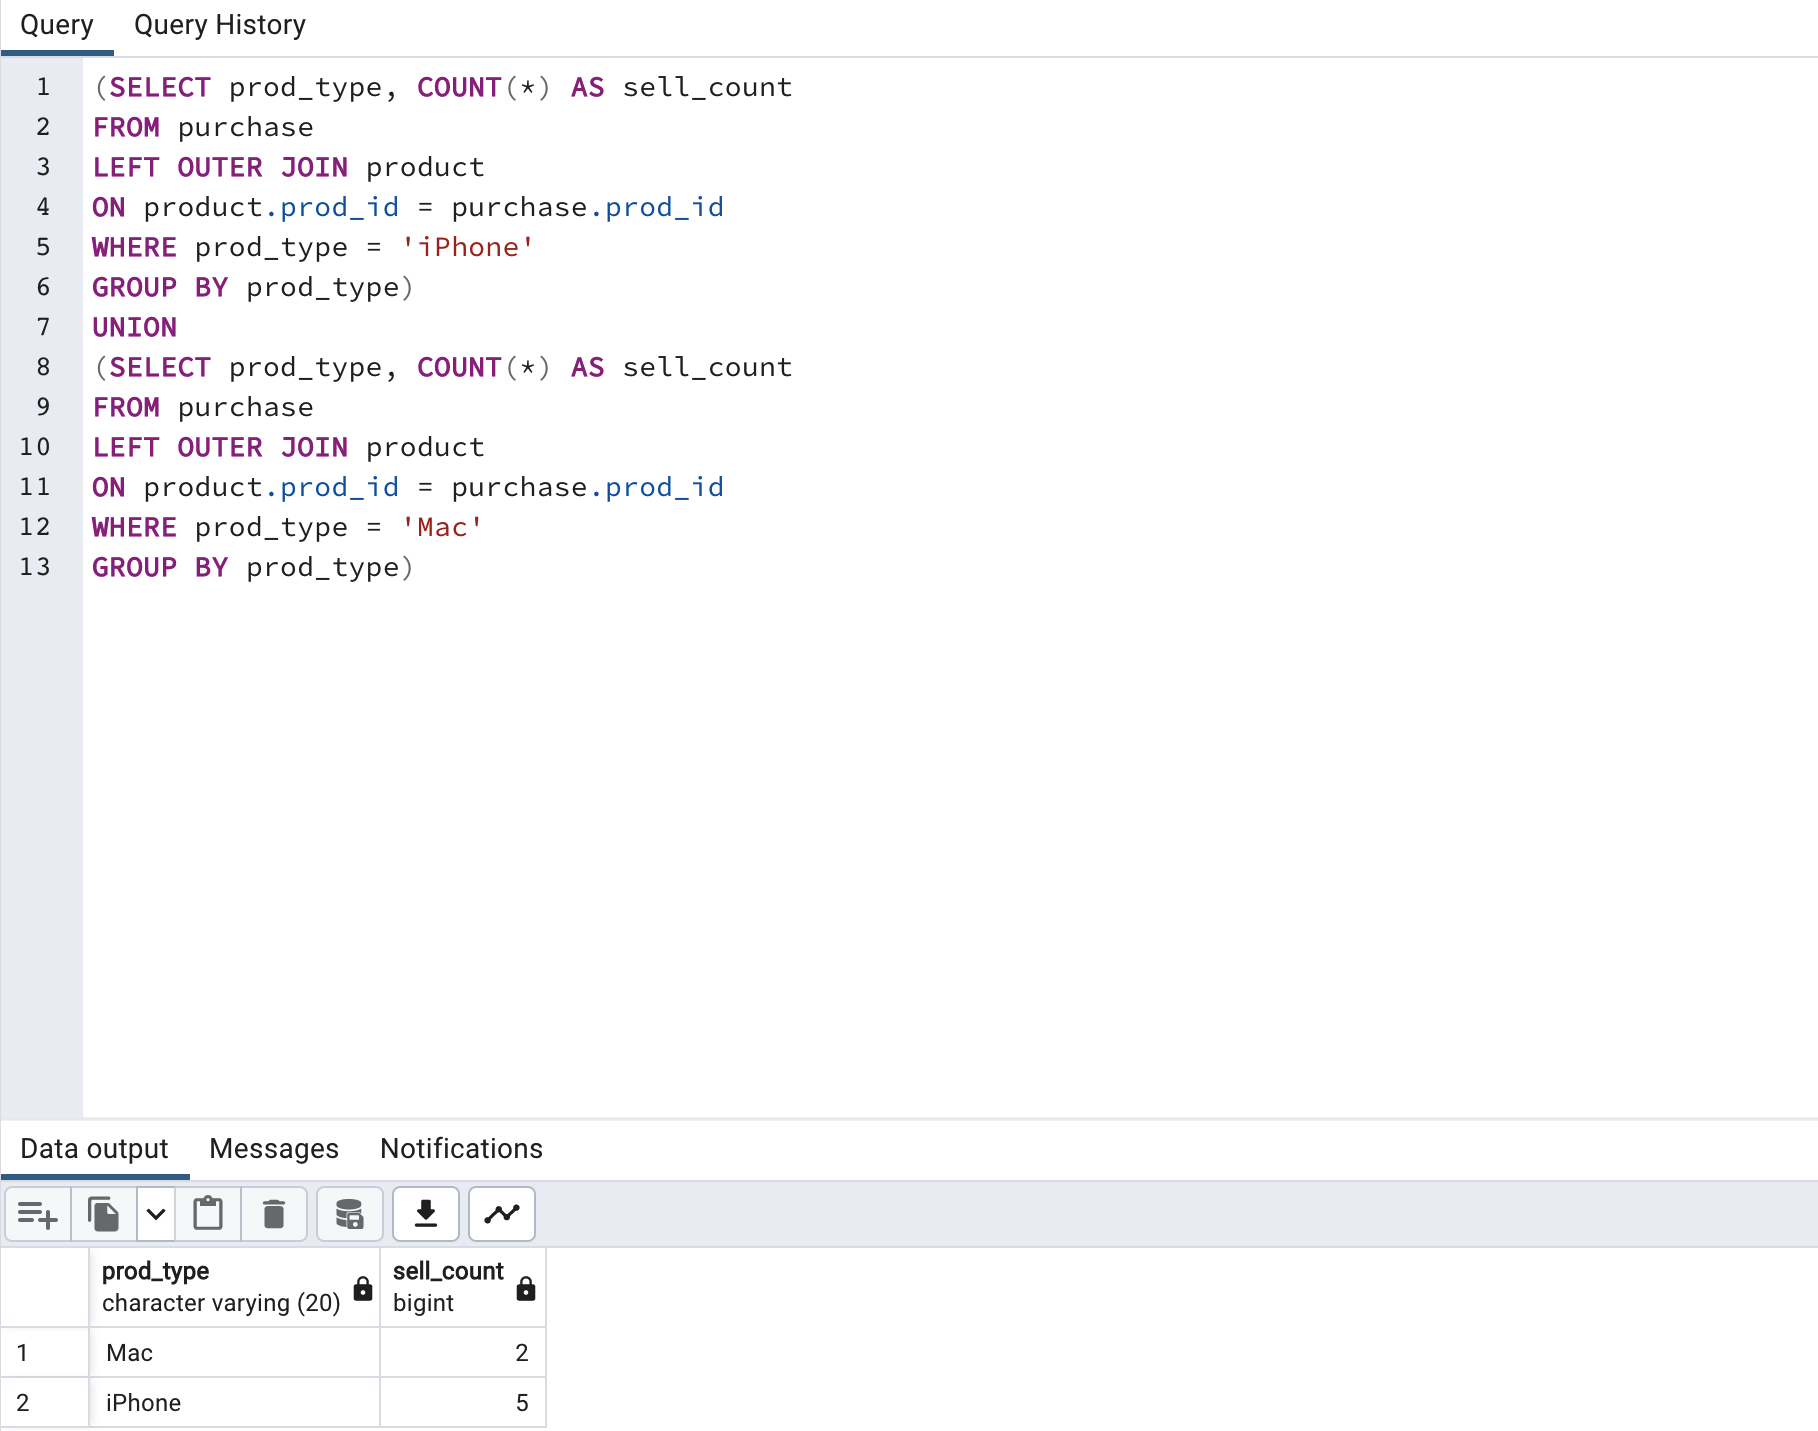 Query Query History
1 (SELECT prod_type, COUNT(*) AS sell_count
2 FROM purchase
3 LEFT OUTER JOIN product
4 ON product.prod_id = purchase.prod_id
5 WHERE prod_type = 'iPhone'
6 GROUP BY prod_type)
7 UNION
8 (SELECT prod_type, COUNT(*) AS sell_count
9 FROM purchase
10 LEFT OUTER JOIN product
11 ON product.prod_id = purchase.prod_id
12 WHERE prod_type = 'Mac'
13 GROUP BY prod_type)
Data output Messages Notifications
prod_type sell_count
character varying (20) bigint
1 Mac 2
2 iPhone 5